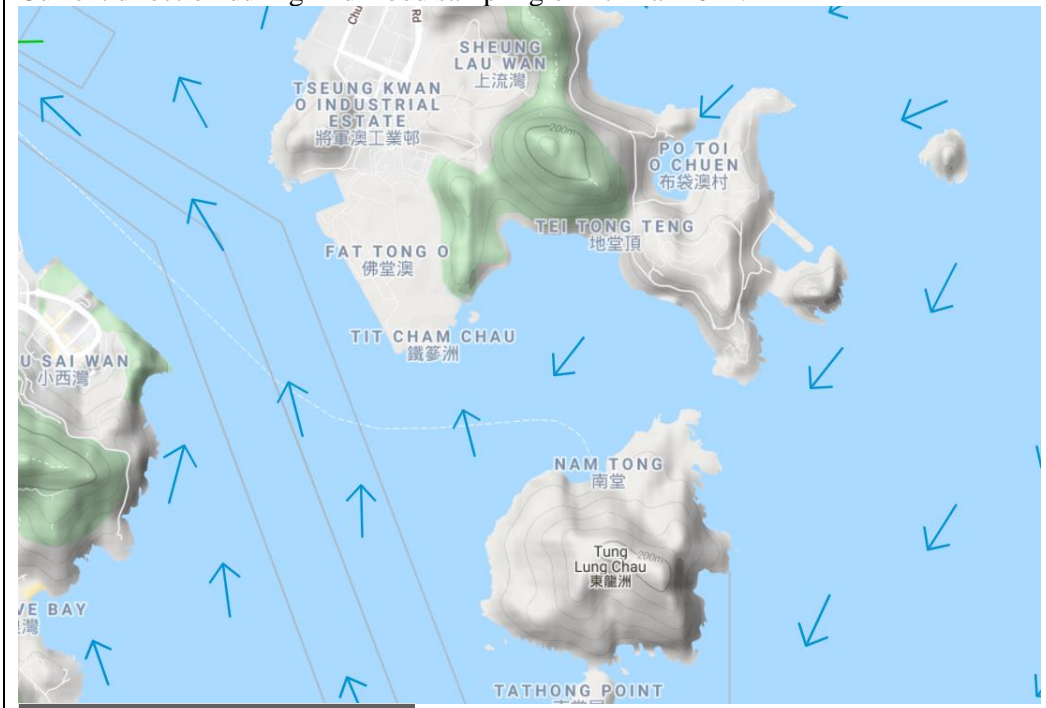 Chu
Rd
SHEUNG
LAU WAN
上流灣
TSEUNG KWAN
O INDUSTRIAL
ESTATE
將軍澳工業邨
200m
PO TOI
O CHUEN
布袋澳村
TEI TONG TENG
地堂頂
FAT TONG O
佛堂澳
TIT CHAM CHAU
鐵篸洲
U SAI WAN
小西灣
NAM TONG
南堂
Tung
Lung Chau
東龍洲
200m
VE BAY
灣
TATHONG POINT